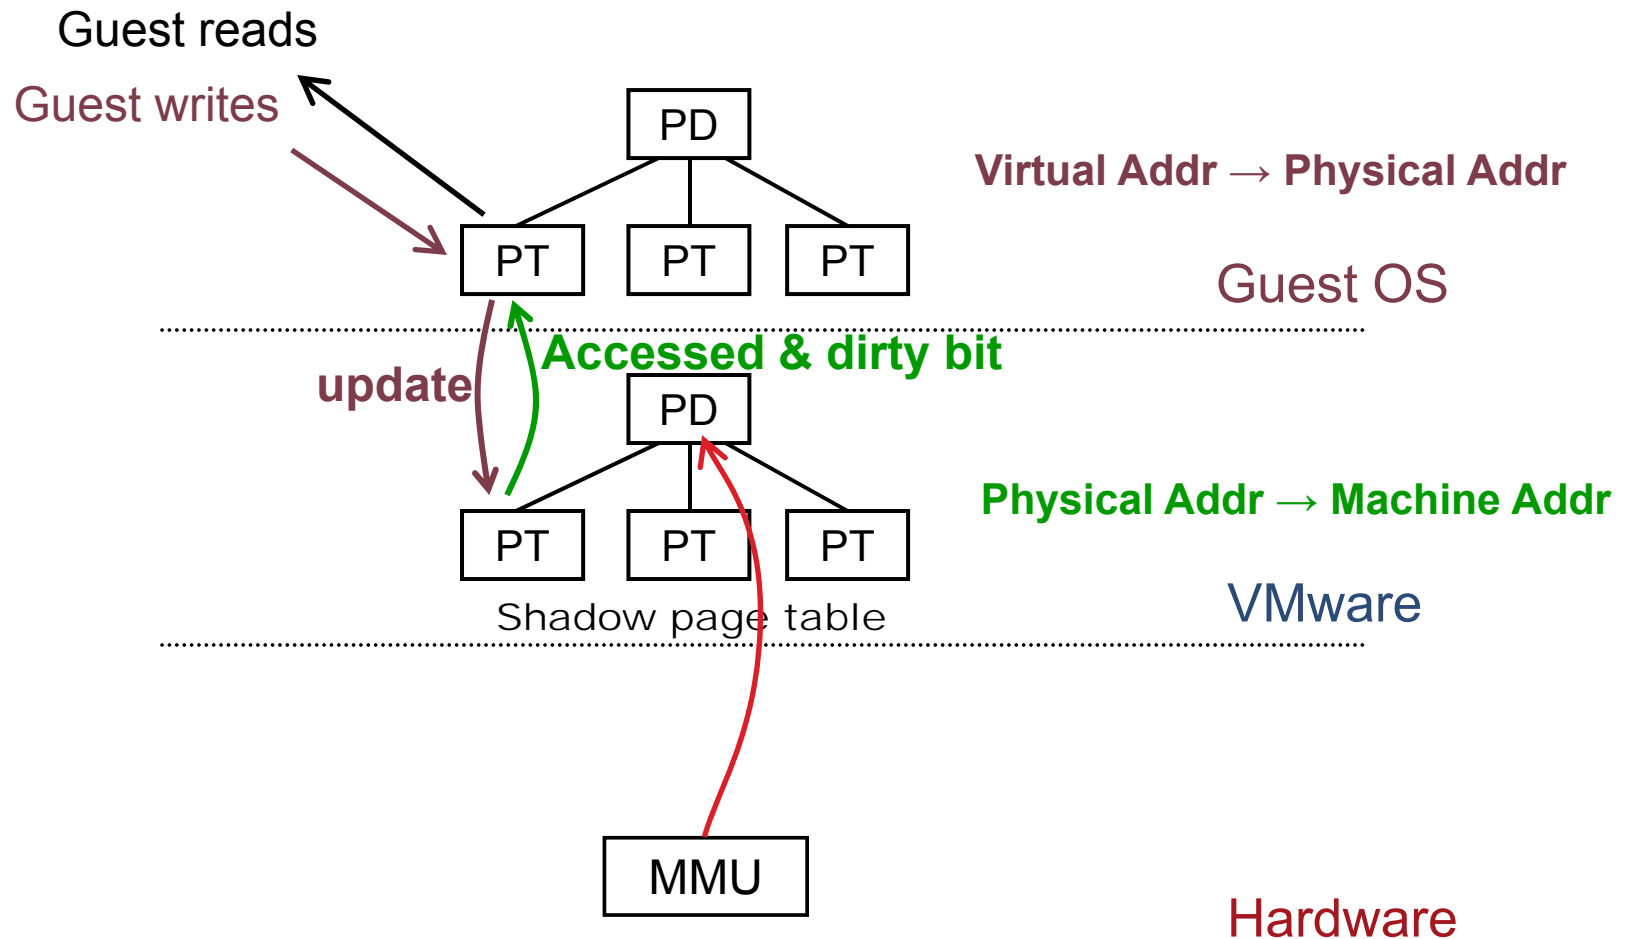 Guest reads
Guest writes
PD
Virtual Addr → Physical Addr
PT PT PT
Guest OS
Accessed & dirty bit
update
PD
Physical Addr → Machine Addr
PT PT PT
Shadow page table
VMware
MMU
Hardware